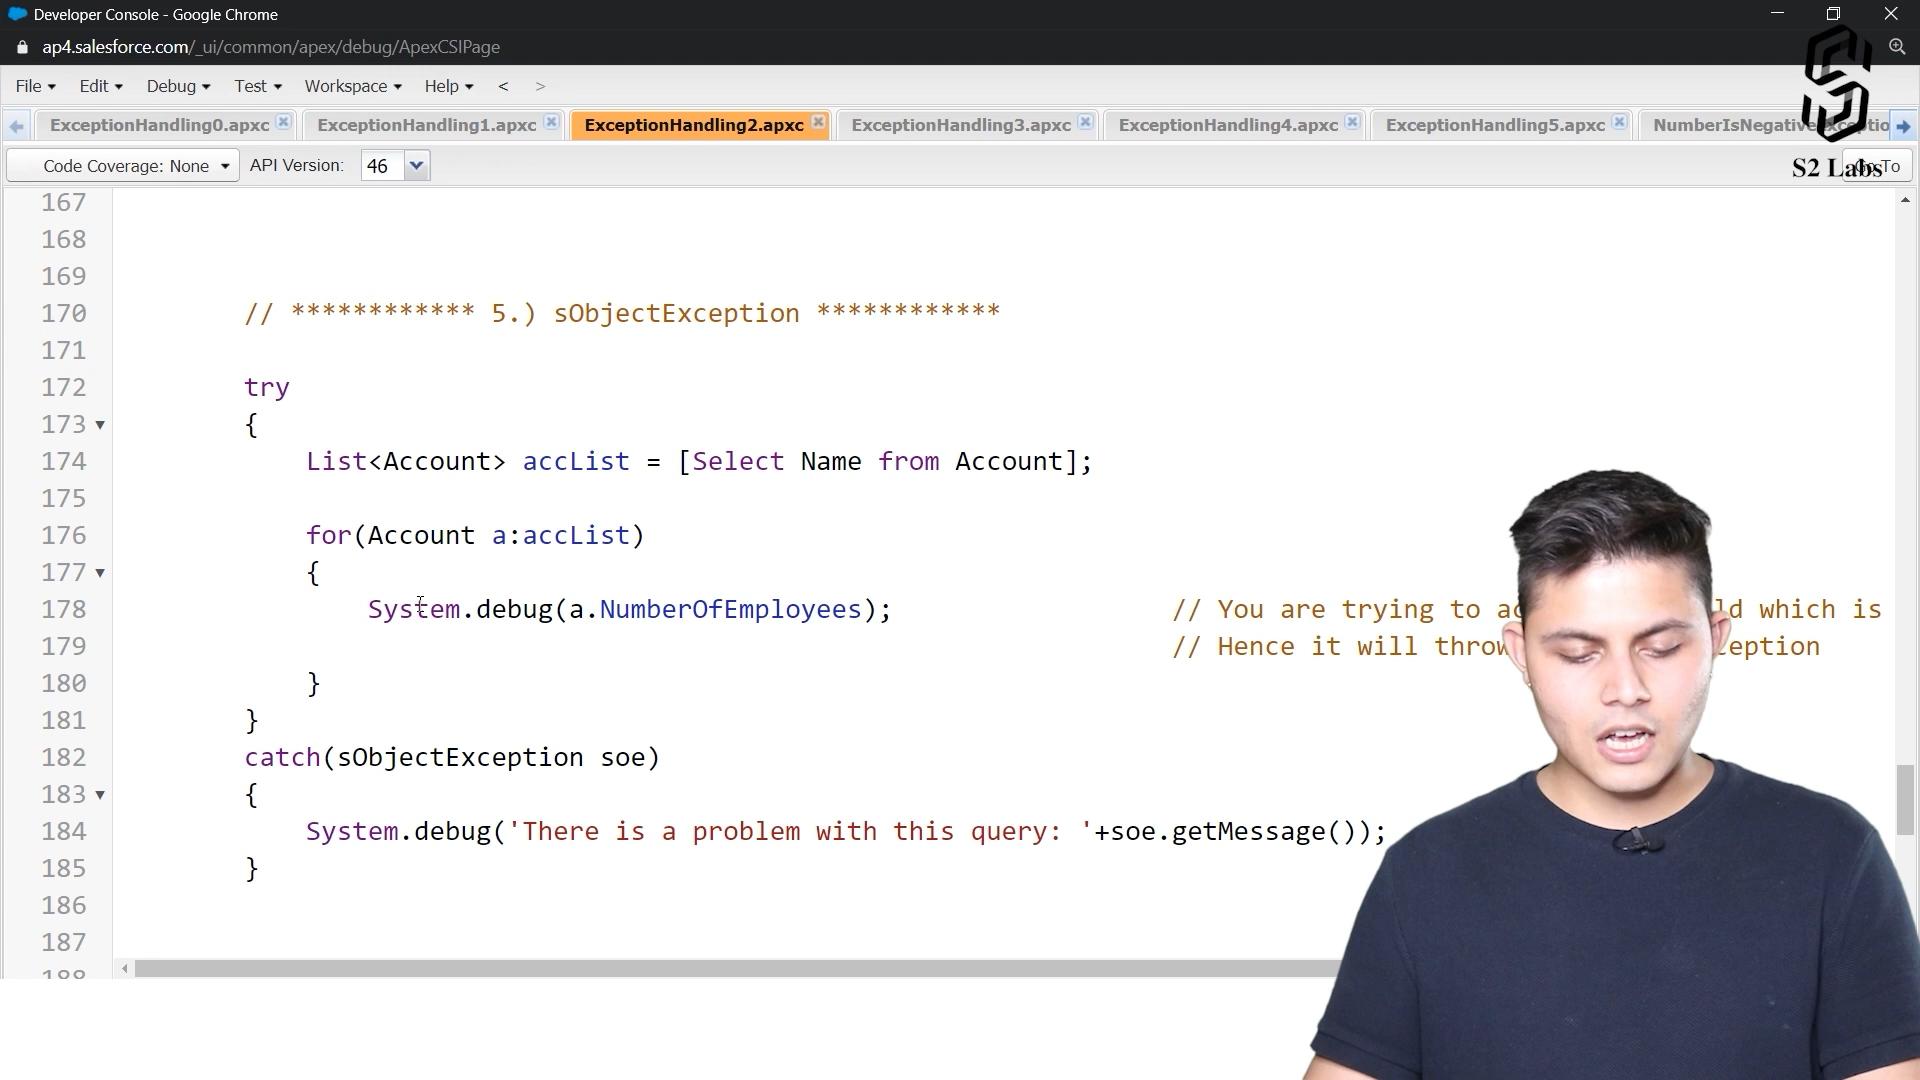 Developer Console - Google Chrome
ap4.salesforce.com/_ui/common/apex/debug/ApexCSIPage
File Edit Debug Test Workspace Help < >
ExceptionHandling0.apxc ExceptionHandling1.apxc ExceptionHandling2.apxc ExceptionHandling3.apxc ExceptionHandling4.apxc ExceptionHandling5.apxc
Code Coverage: None API Version: 46 To
S2 Labs
167
168
169
170 // ************ 5.) sObjectException ************
171
172 try
173 {
174 List<Account> accList = [Select Name from Account];
175
176 for(Account a:accList)
177 {
178 System.debug(a.NumberOfEmployees); // You are trying to which is
179 // Hence it will
180 }
181 }
182 catch(sObjectException soe)
183 {
184 System.debug('There is a problem with this query: '+soe.getMessage());
185 }
186
187
188